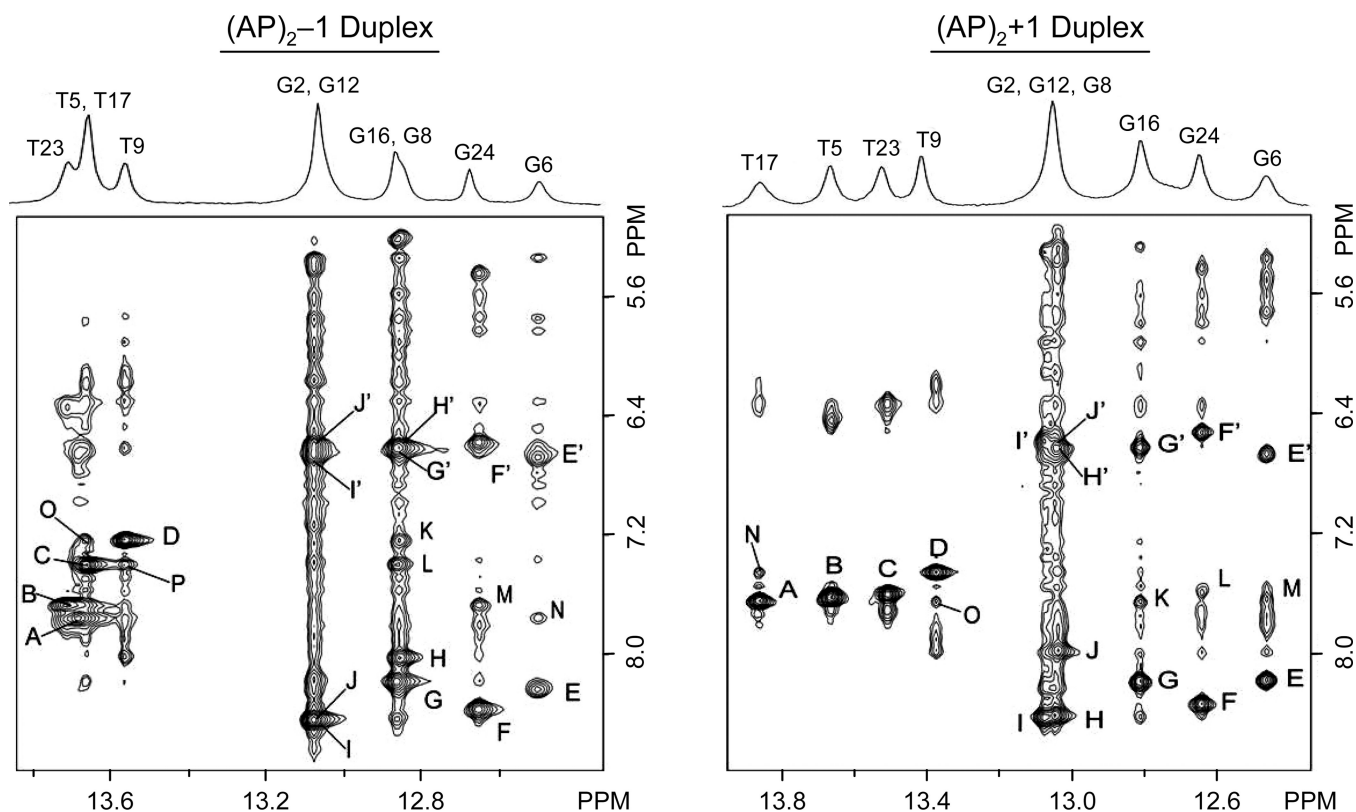 (AP)₂–1 Duplex
T5, T17
G2, G12
T23
T9
G16, G8
G24
G6
PPM
5.6
6.4
7.2
8.0
J’
H’
G’
I’
F’
E’
O
D
C
P
K
L
B
A
M
N
H
G
E
J
I
F
13.6
13.2
12.8
PPM
(AP)₂+1 Duplex
G2, G12, G8
T17
T5
T23
T9
G16
G24
G6
PPM
5.6
6.4
7.2
8.0
I’
J’
H’
G’
F’
E’
N
A
B
C
D
O
K
L
M
J
G
F
E
I
H
13.8
13.4
13.0
12.6
PPM